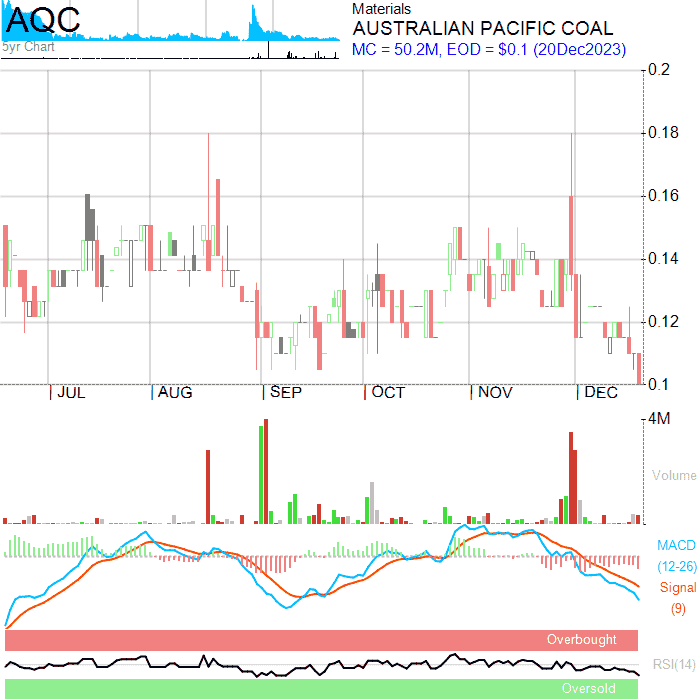 AQC
5yr Chart
Materials
AUSTRALIAN PACIFIC COAL
MC = 50.2M, EOD = $0.1 (20Dec2023)
0.2
0.18
0.16
0.14
0.12
0.1
JUL AUG SEP OCT NOV DEC
4M
Volume
MACD
(12-26)
Signal
(9)
Overbought
RSI(14)
Oversold